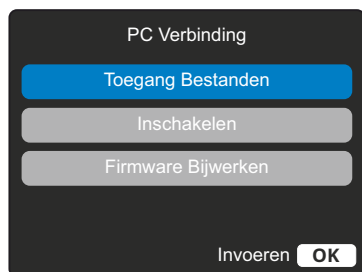 PC Verbinding
Toegang Bestanden
Inschakelen
Firmware Bijwerken
Invoeren OK